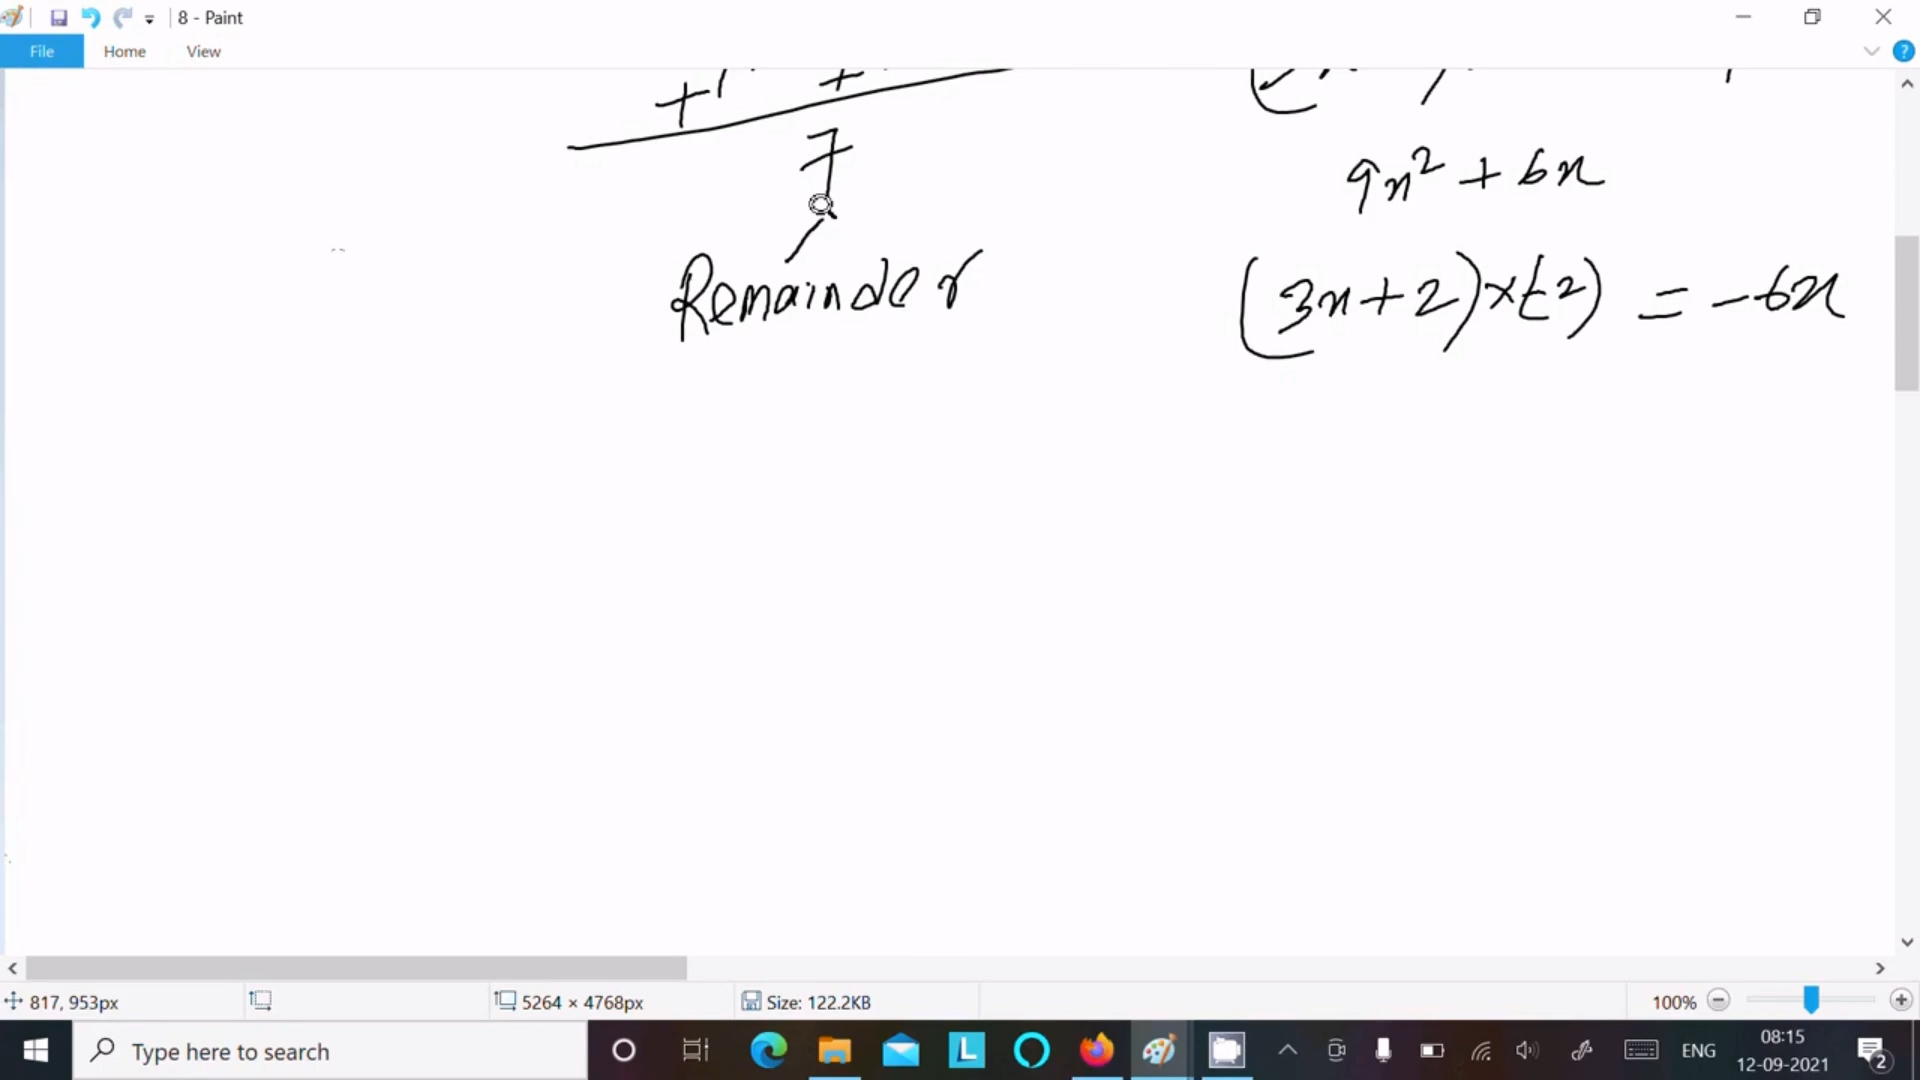 8 - Paint
File Home View
+ +
7
9x² + 6x
Remainder
(3x+2)×(-2) = -6x
817, 953px
5264 × 4768px
Size: 122.2KB
100%
Type here to search
L
ENG
08:15
12-09-2021
2